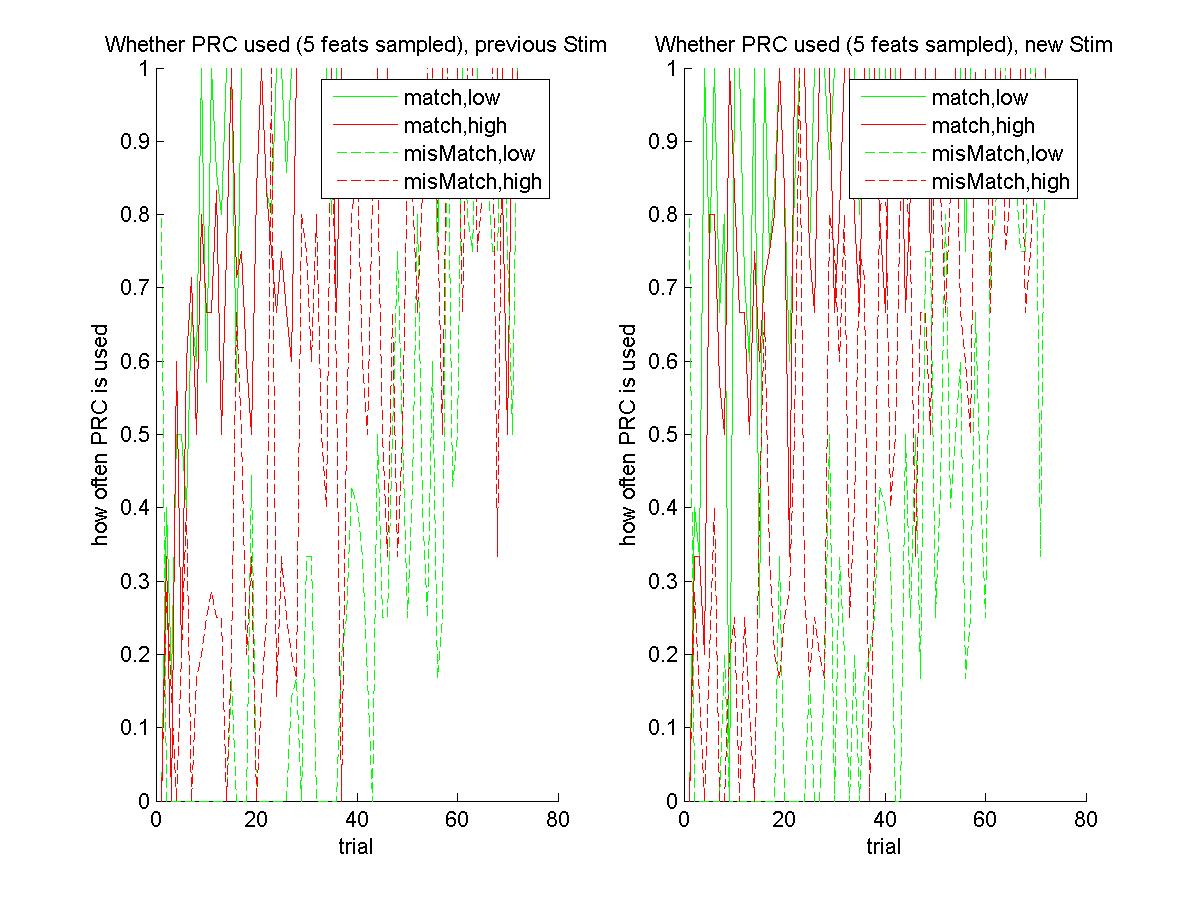 Whether PRC used (5 feats sampled), previous Stim
how often PRC is used
1
0.9
0.8
0.7
0.6
0.5
0.4
0.3
0.2
0.1
0
match,low
match,high
misMatch,low
misMatch,high
0 20 40 60 80
trial
Whether PRC used (5 feats sampled), new Stim
how often PRC is used
1
0.9
0.8
0.7
0.6
0.5
0.4
0.3
0.2
0.1
0
match,low
match,high
misMatch,low
misMatch,high
0 20 40 60 80
trial